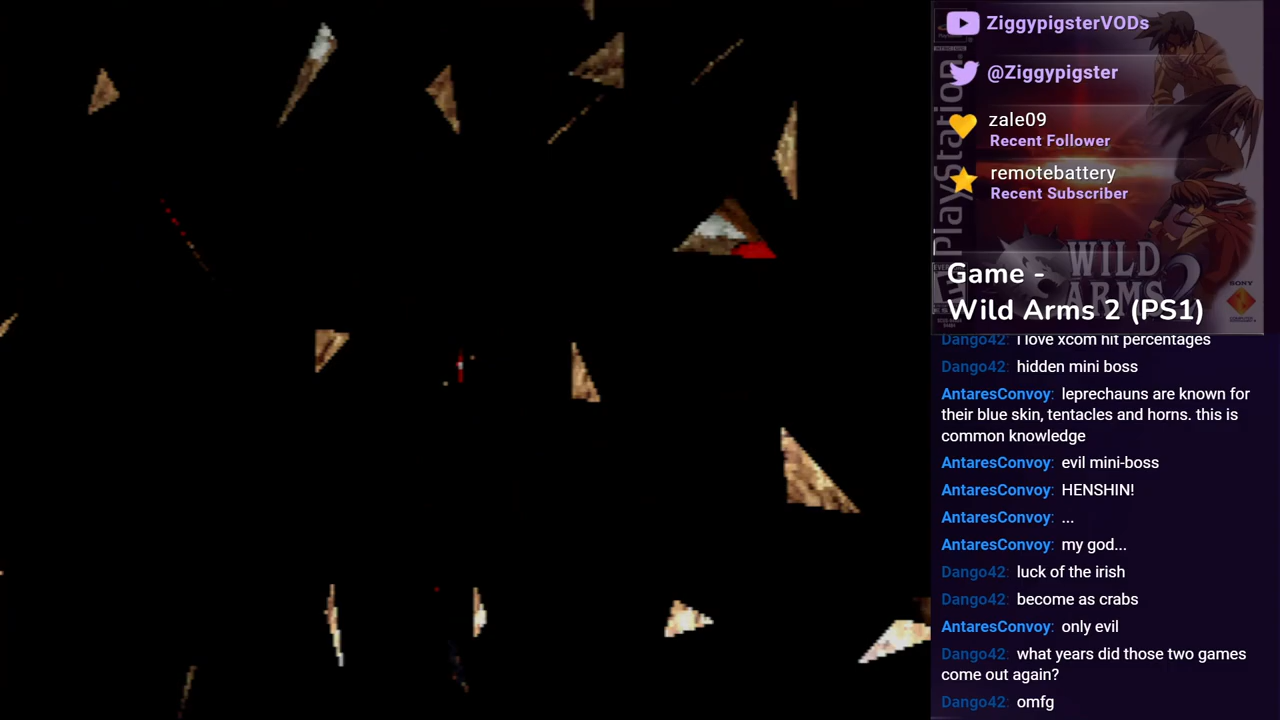 ZiggypigsterVODs
@Ziggypigster
zale09
Recent Follower
remotebattery
Recent Subscriber
PlayStation
WILD
ARMS 2
SONY
Game -
Wild Arms 2 (PS1)
Dango42: I love xcom hit percentages
Dango42: hidden mini boss
AntaresConvoy: leprechauns are known for
their blue skin, tentacles and horns. this is
common knowledge
AntaresConvoy: evil mini-boss
AntaresConvoy: HENSHIN!
AntaresConvoy: ...
AntaresConvoy: my god...
Dango42: luck of the irish
Dango42: become as crabs
AntaresConvoy: only evil
Dango42: what years did those two games
come out again?
Dango42: omfg